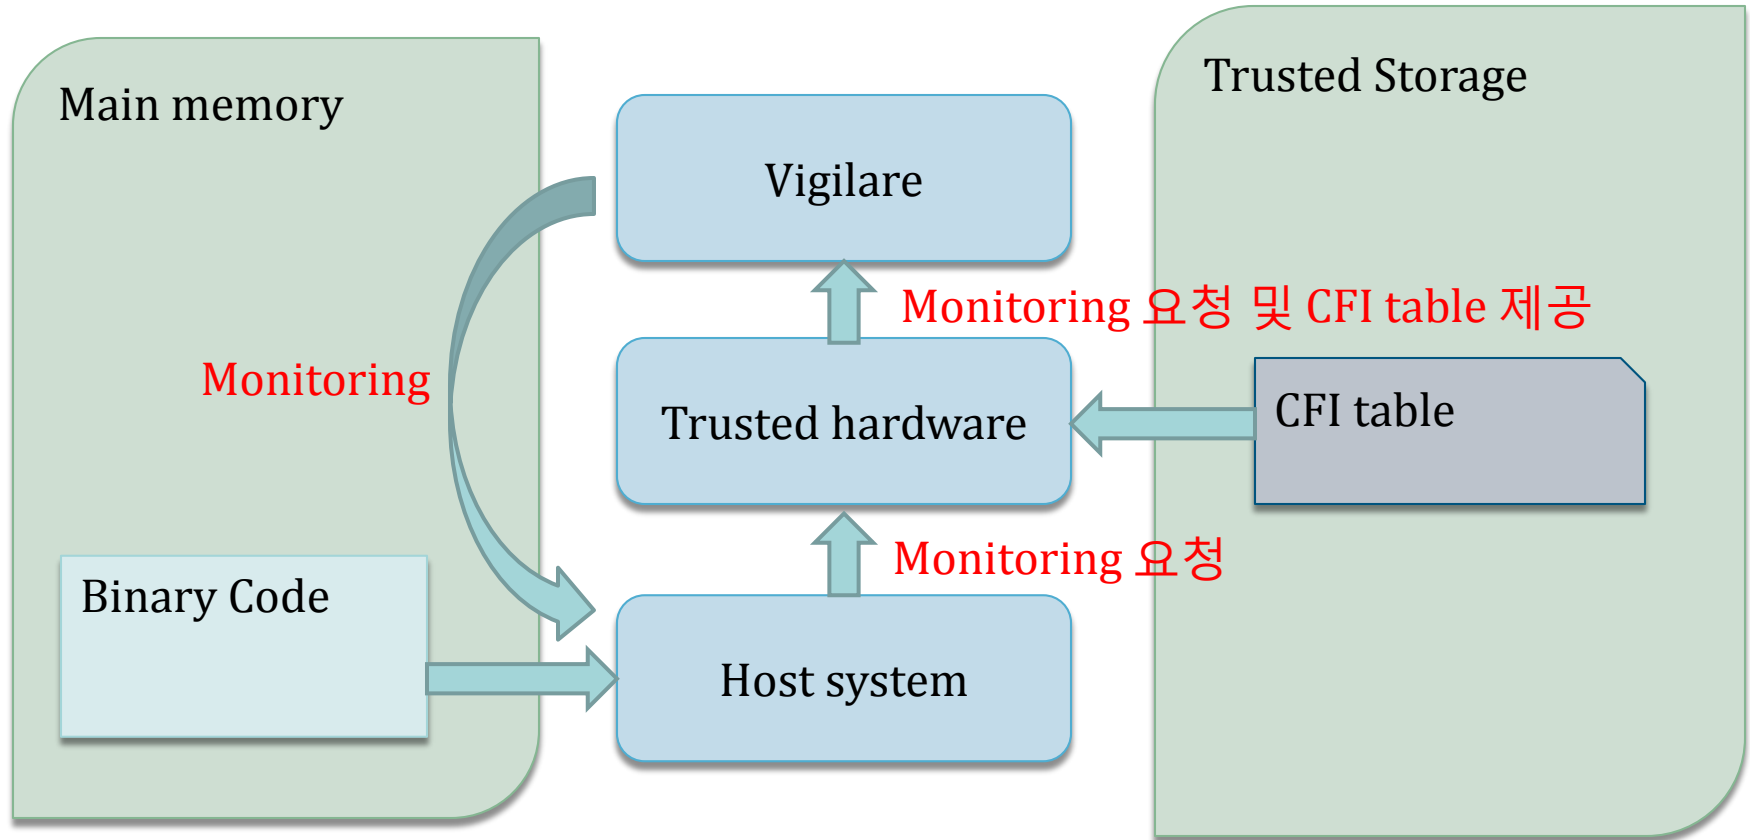 Main memory
Trusted Storage
Vigilare
Monitoring 요청 및 CFI table 제공
Monitoring
Trusted hardware
CFI table
Monitoring 요청
Binary Code
Host system